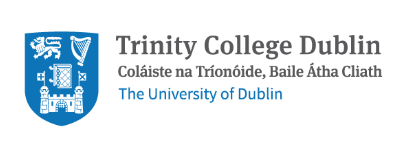 Trinity College Dublin
Coláiste na Tríonóide, Baile Átha Cliath
The University of Dublin